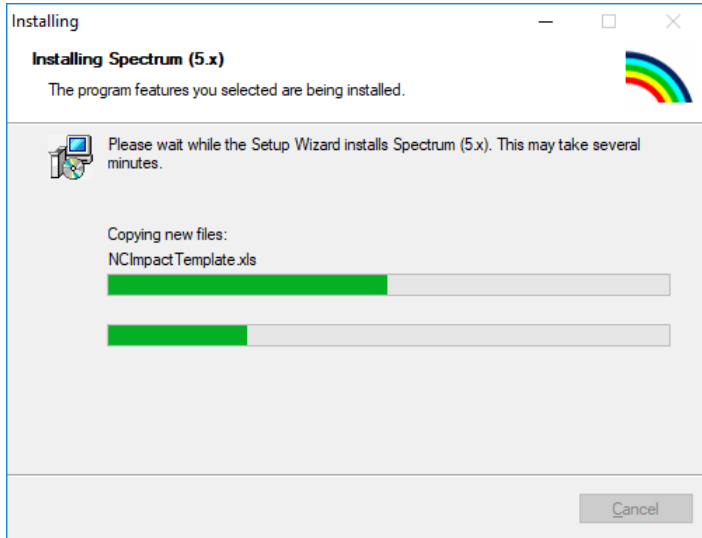 Installing
Installing Spectrum (5.x)
The program features you selected are being installed.
Please wait while the Setup Wizard installs Spectrum (5.x). This may take several
minutes.
Copying new files:
NCImpactTemplate.xls
Cancel